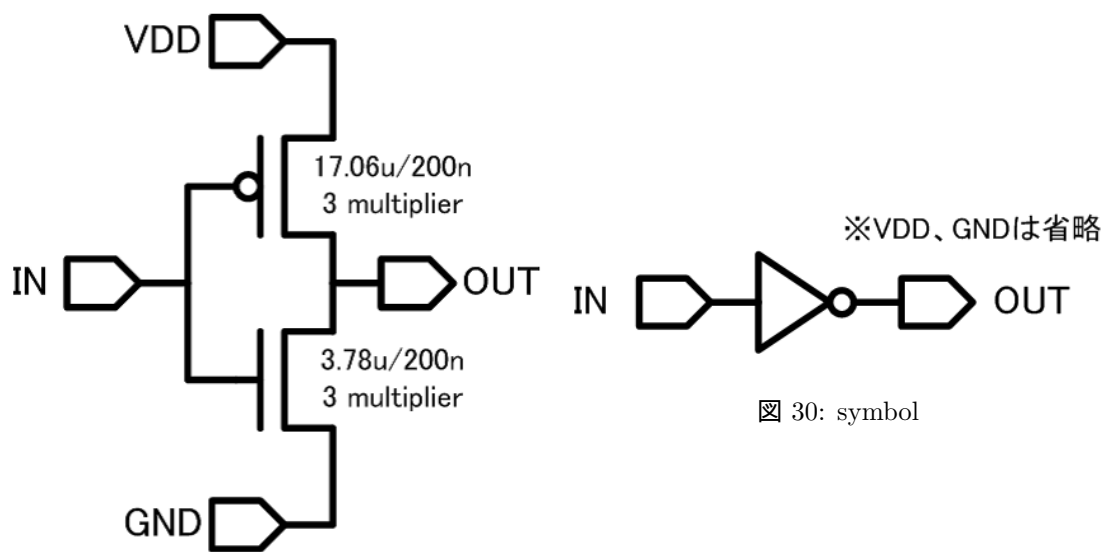 VDD
17.06u/200n
3 multiplier
IN
OUT
3.78u/200n
3 multiplier
GND
※VDD、GNDは省略
IN
OUT
図 30: symbol